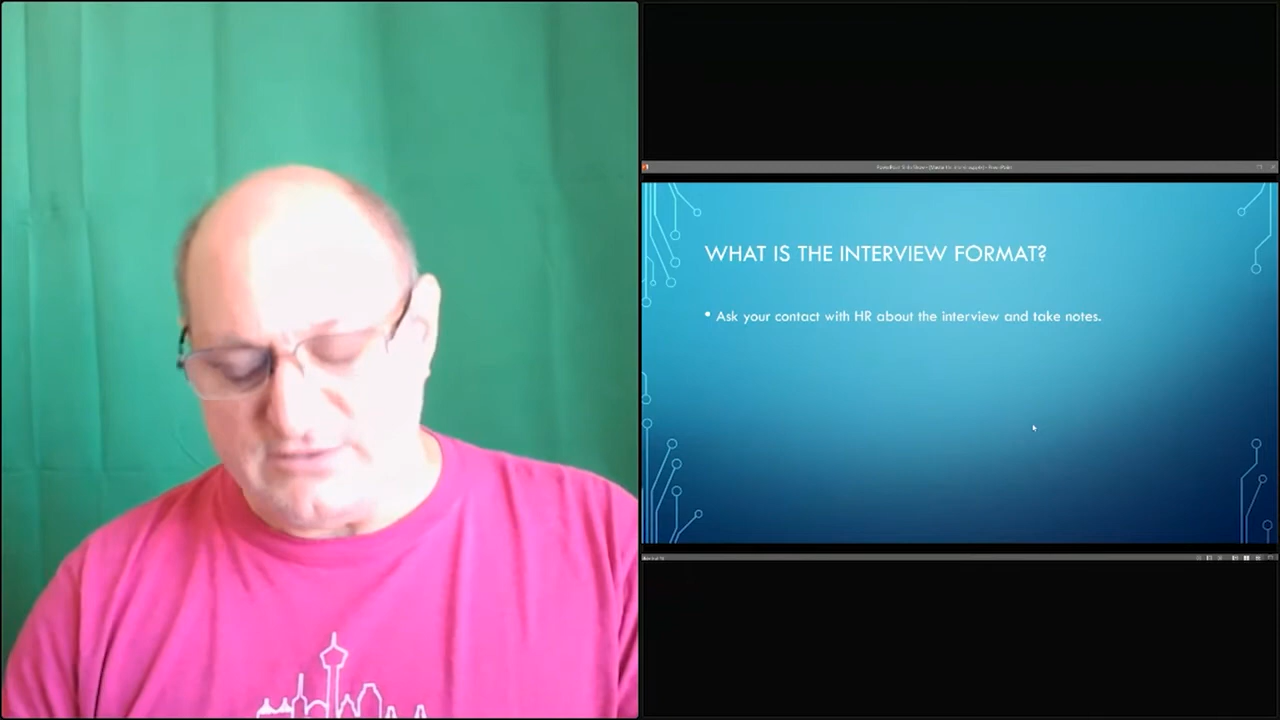 WHAT IS THE INTERVIEW FORMAT?
• Ask your contact with HR about the interview and take notes.